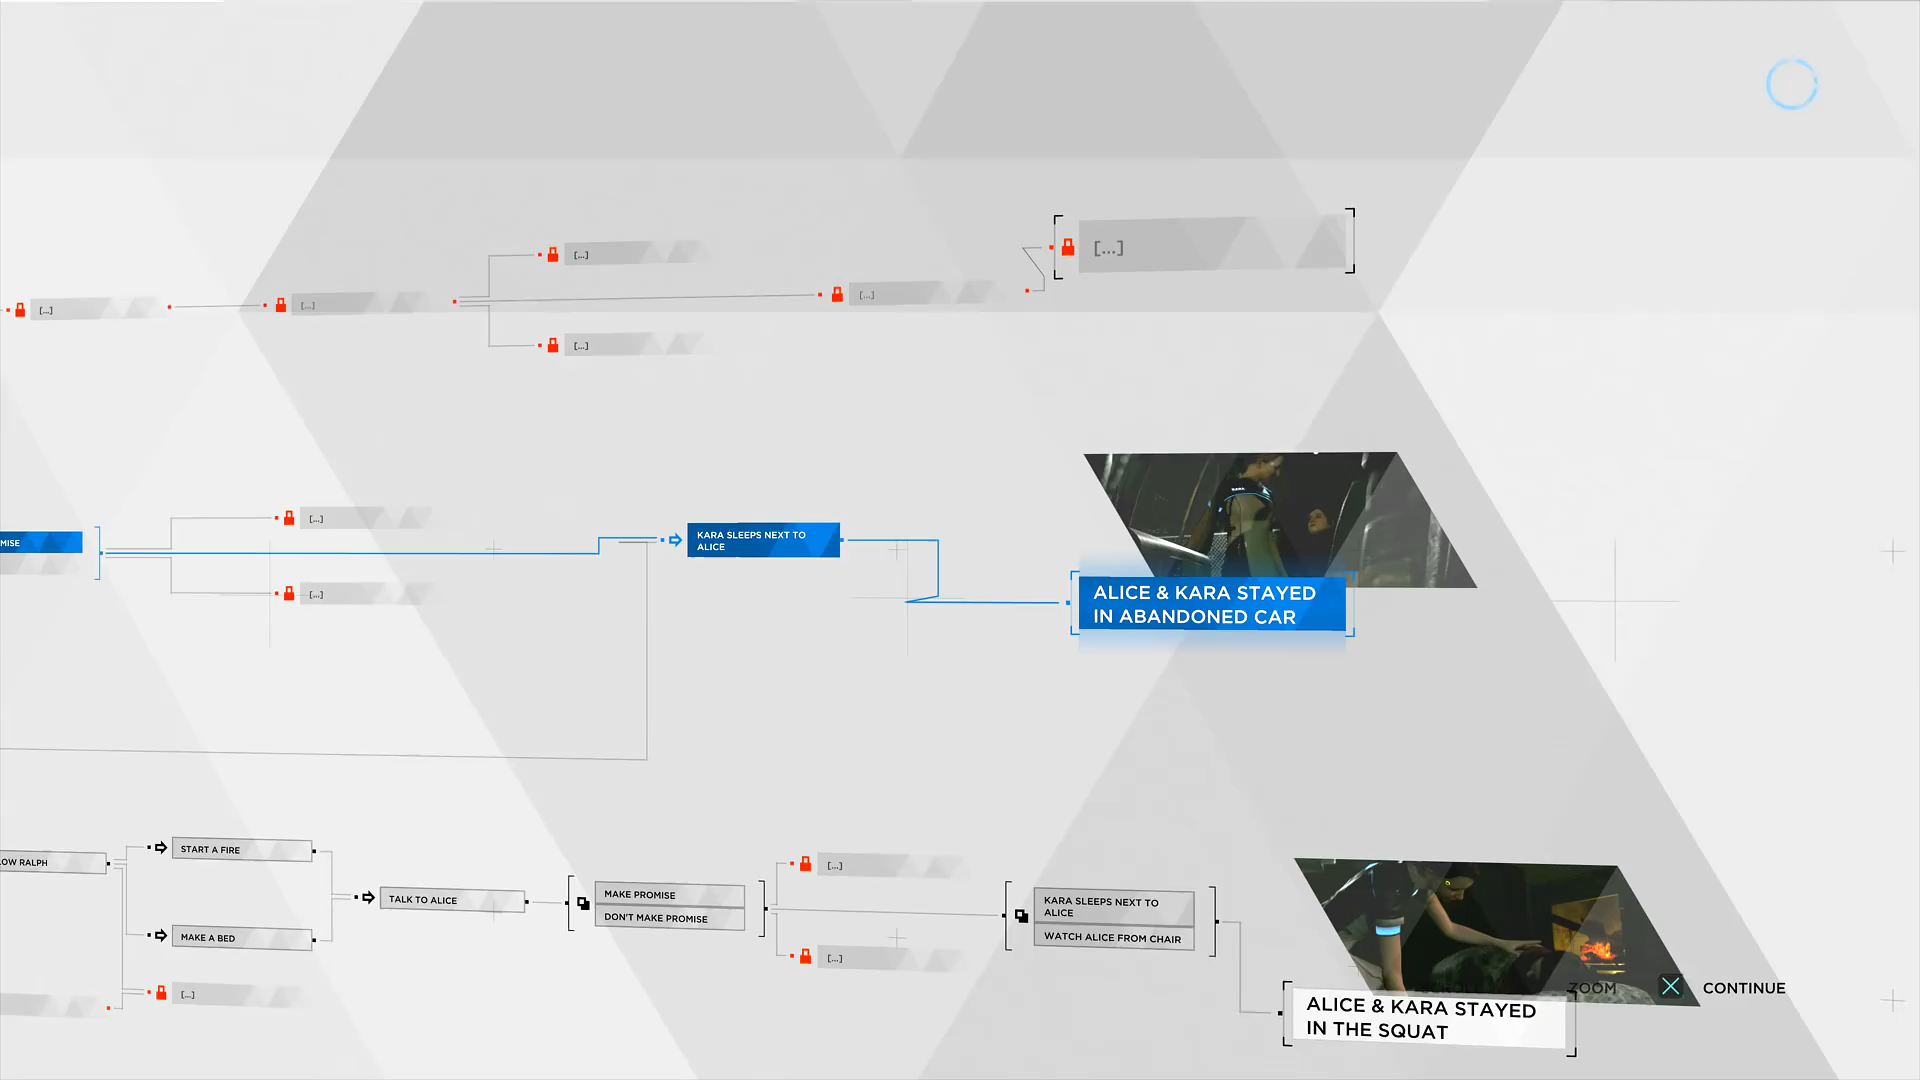 [...]
[...]
[...]
[...]
[...]
[...]
[...]
MISE
KARA SLEEPS NEXT TO
ALICE
[...]
KARA
ALICE & KARA STAYED
IN ABANDONED CAR
START A FIRE
OW RALPH
TALK TO ALICE
MAKE A BED
[...]
MAKE PROMISE
DON'T MAKE PROMISE
[...]
[...]
KARA SLEEPS NEXT TO
ALICE
WATCH ALICE FROM CHAIR
SCROLL
ZOOM
CONTINUE
ALICE & KARA STAYED
IN THE SQUAT